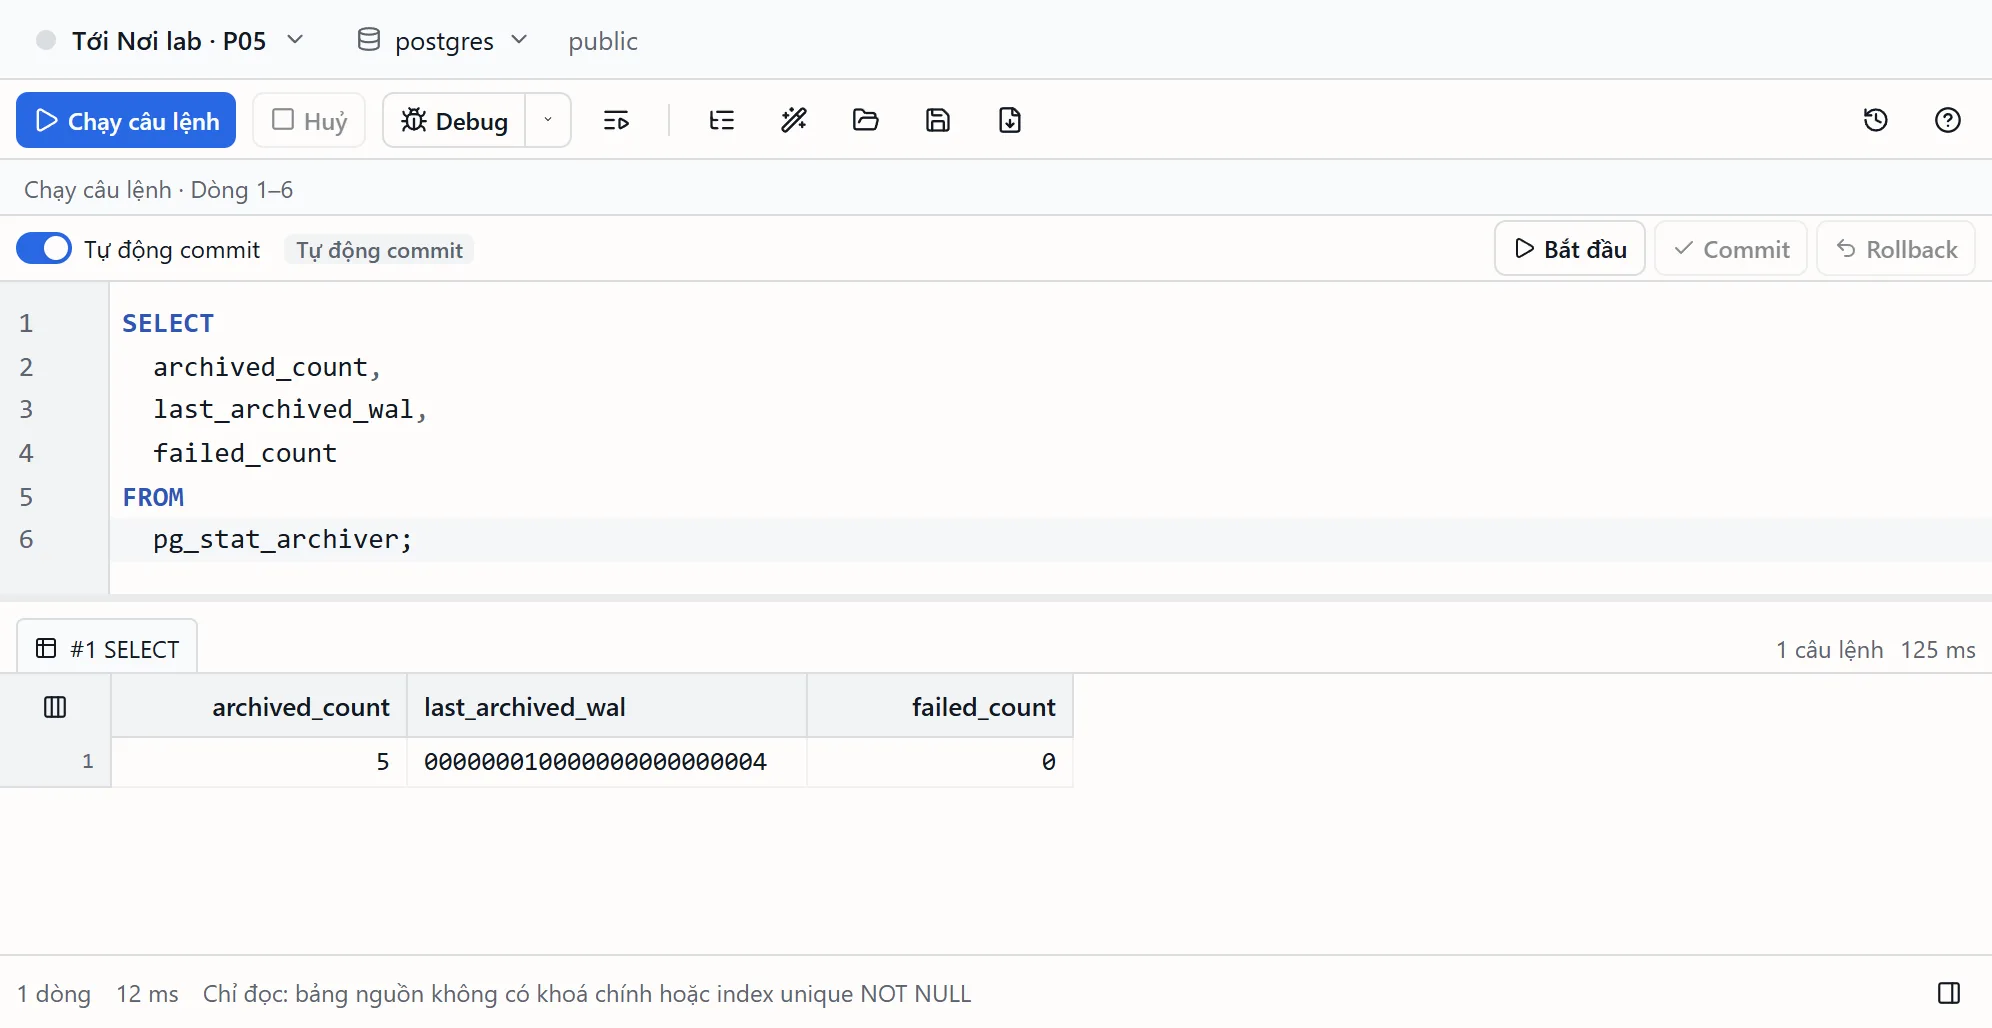 Tới Nơi lab · P05 postgres public
Chạy câu lệnh Huỷ Debug
Chạy câu lệnh · Dòng 1–6
Tự động commit Tự động commit Bắt đầu Commit Rollback
1 SELECT
2 archived_count,
3 last_archived_wal,
4 failed_count
5 FROM
6 pg_stat_archiver;
#1 SELECT 1 câu lệnh 125 ms
archived_count last_archived_wal failed_count
1 5 000000010000000000000004 0
1 dòng 12 ms Chỉ đọc: bảng nguồn không có khoá chính hoặc index unique NOT NULL